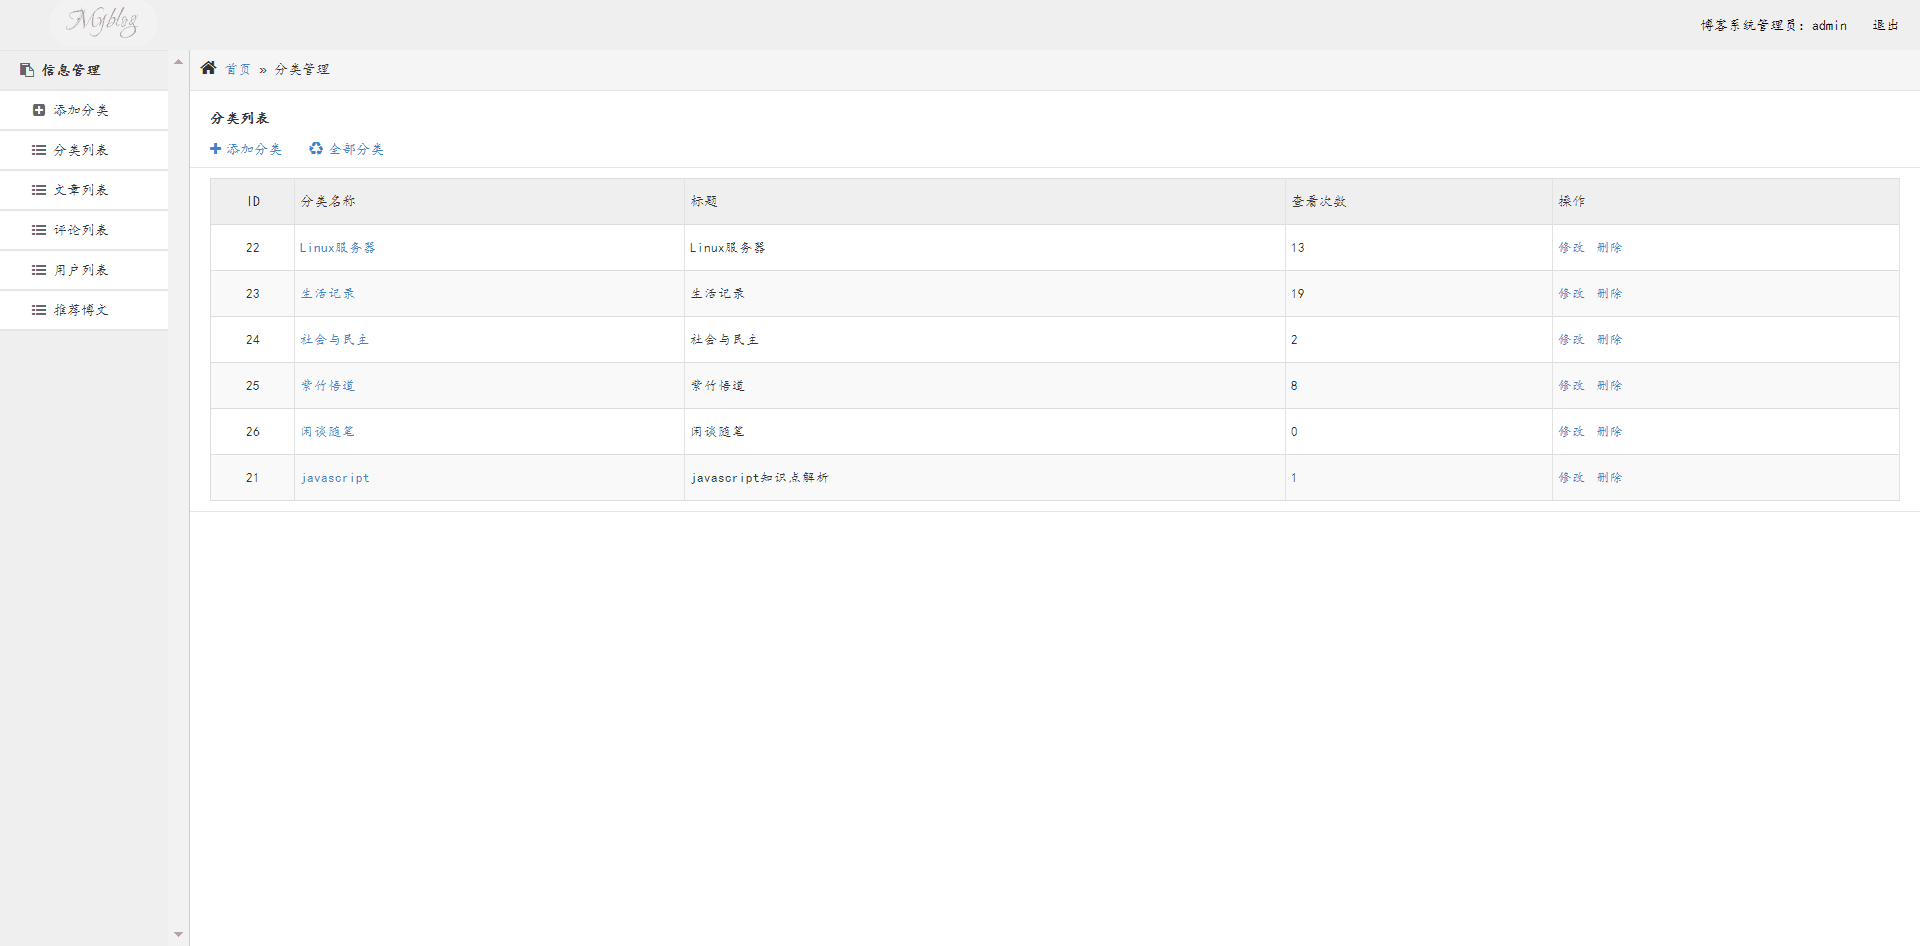 Myblog
博客系统管理员: admin 退出
信息管理
添加分类
分类列表
文章列表
评论列表
用户列表
推荐博文
首页 » 分类管理
分类列表
添加分类 全部分类
ID 分类名称 标题 查看次数 操作
22 Linux服务器 Linux服务器 13 修改 删除
23 生活记录 生活记录 19 修改 删除
24 社会与民主 社会与民主 2 修改 删除
25 紫竹悟道 紫竹悟道 8 修改 删除
26 闲谈随笔 闲谈随笔 0 修改 删除
21 javascript javascript知识点解析 1 修改 删除